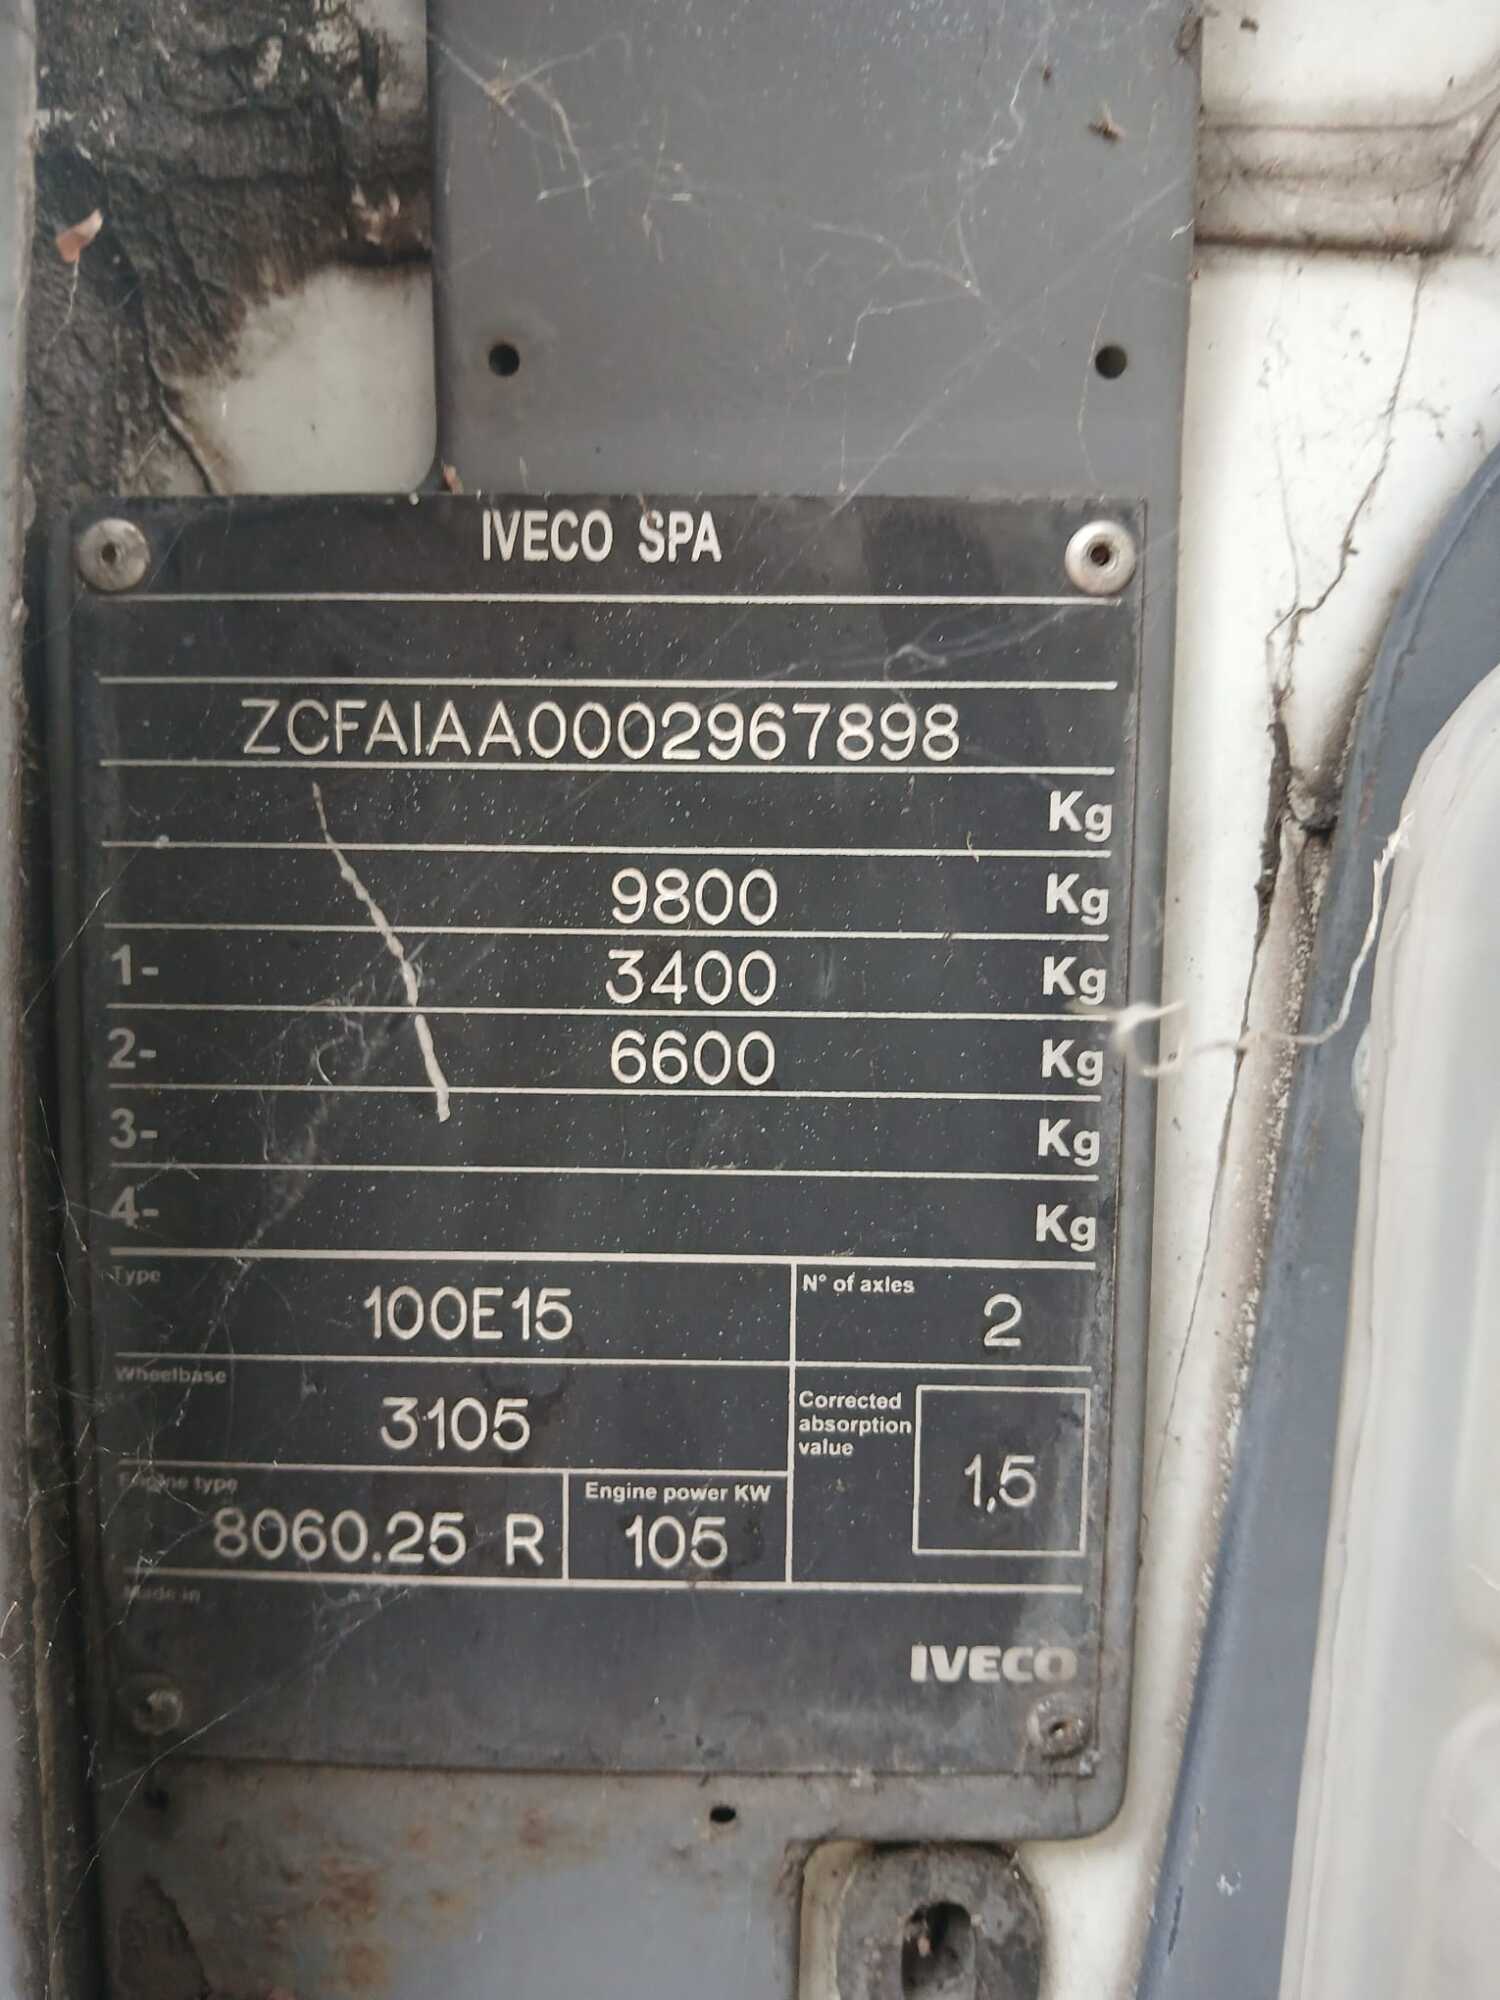 IVECO SPA
ZCFA1AA0002967898
Kg
9800 Kg
1- 3400 Kg
2- 6600 Kg
3- Kg
4- Kg
Type 100E15 N° of axles 2
Wheelbase 3105
Corrected absorption value 1,5
Engine type 8060.25 R Engine power KW 105
Made in
IVECO